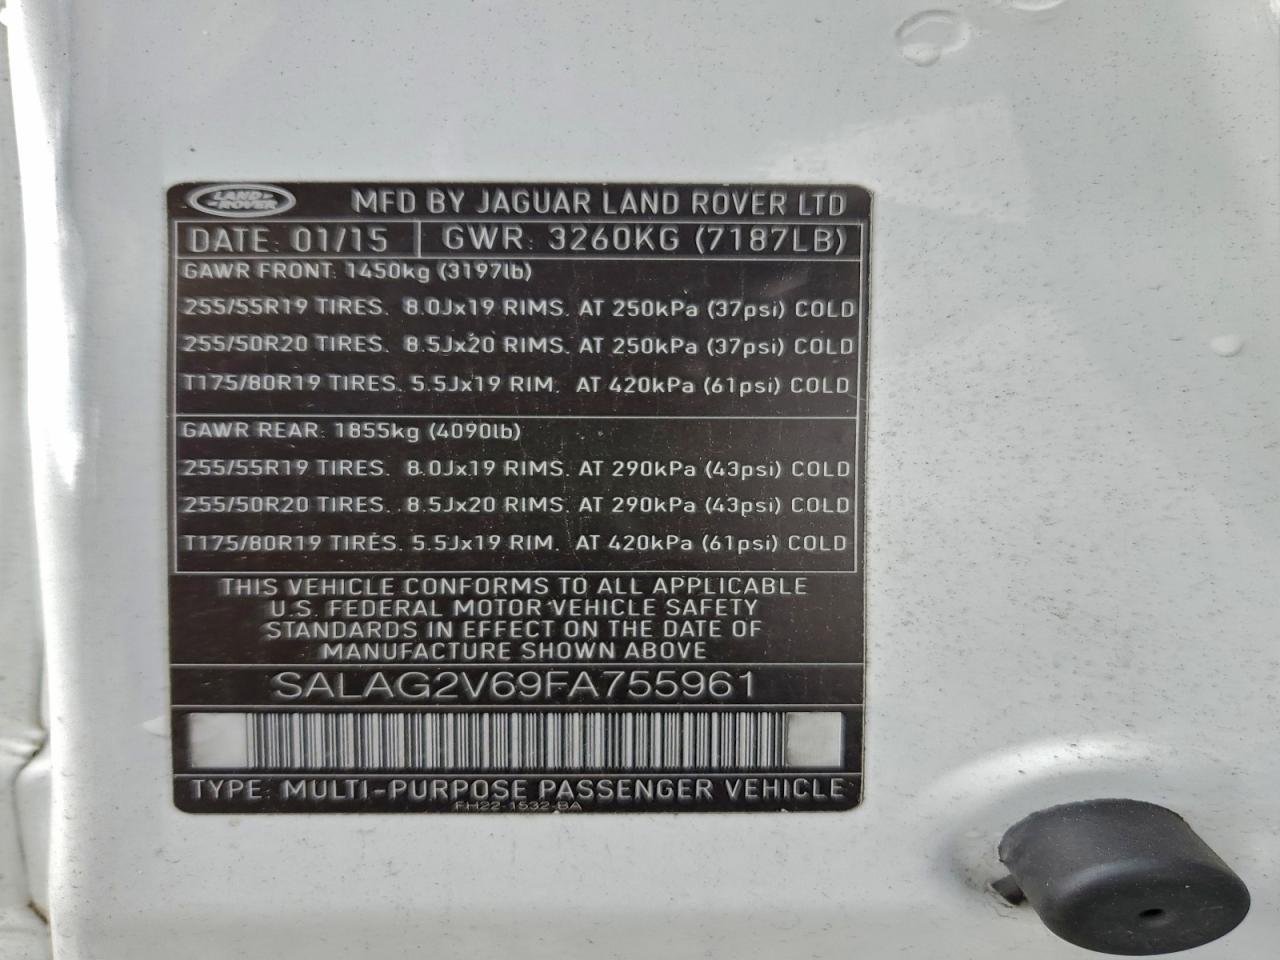 LAND ROVER MFD BY JAGUAR LAND ROVER LTD
DATE: 01/15 GWR: 3260KG (7187LB)
GAWR FRONT: 1450kg (3197lb)
255/55R19 TIRES. 8.0Jx19 RIMS. AT 250kPa (37psi) COLD
255/50R20 TIRES. 8.5Jx20 RIMS. AT 250kPa (37psi) COLD
T175/80R19 TIRES. 5.5Jx19 RIM. AT 420kPa (61psi) COLD
GAWR REAR: 1855kg (4090lb)
255/55R19 TIRES. 8.0Jx19 RIMS. AT 290kPa (43psi) COLD
255/50R20 TIRES. 8.5Jx20 RIMS. AT 290kPa (43psi) COLD
T175/80R19 TIRES. 5.5Jx19 RIM. AT 420kPa (61psi) COLD
THIS VEHICLE CONFORMS TO ALL APPLICABLE
U.S. FEDERAL MOTOR VEHICLE SAFETY
STANDARDS IN EFFECT ON THE DATE OF
MANUFACTURE SHOWN ABOVE
SALAG2V69FA755961
TYPE: MULTI-PURPOSE PASSENGER VEHICLE
FH22-1532-BA